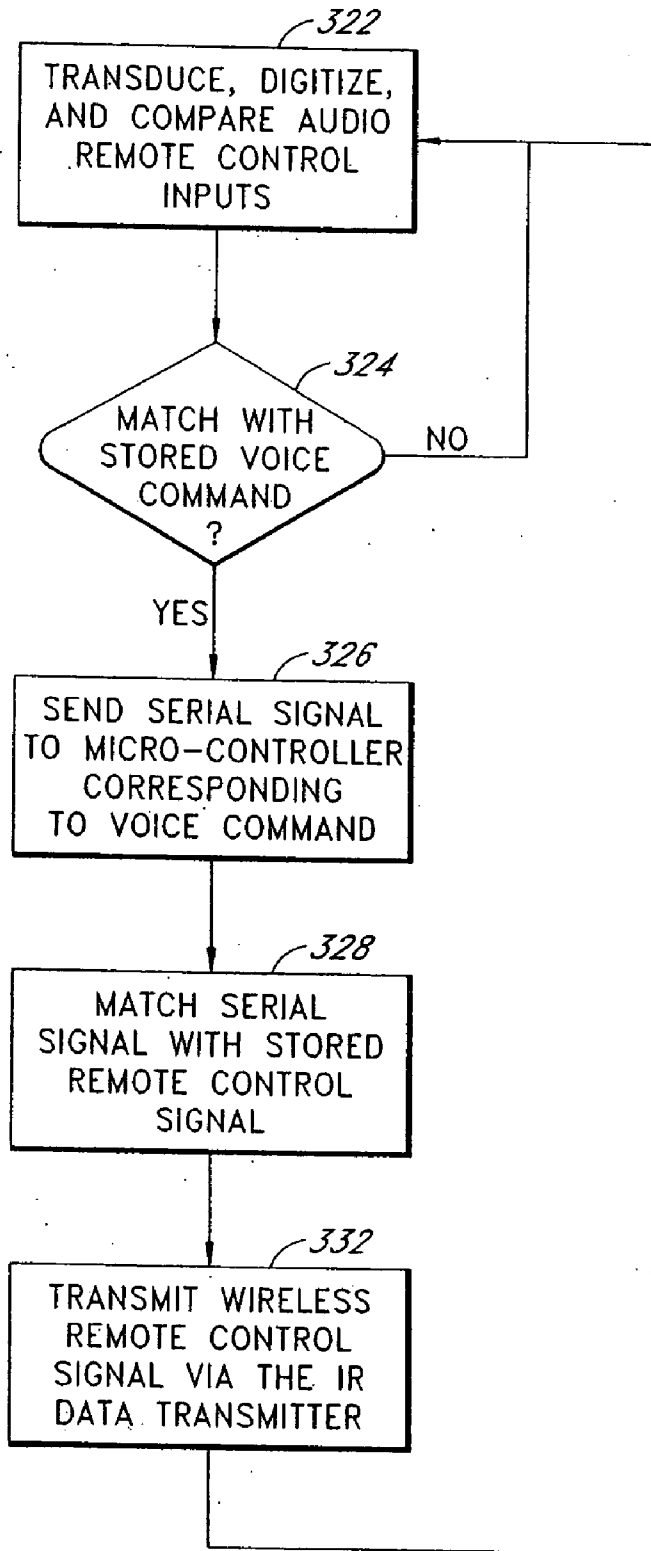 322
TRANSDUCE, DIGITIZE,
AND COMPARE AUDIO
REMOTE CONTROL
INPUTS
324
MATCH WITH
STORED VOICE
COMMAND
?
NO
YES
326
SEND SERIAL SIGNAL
TO MICRO-CONTROLLER
CORRESPONDING
TO VOICE COMMAND
328
MATCH SERIAL
SIGNAL WITH STORED
REMOTE CONTROL
SIGNAL
332
TRANSMIT WIRELESS
REMOTE CONTROL
SIGNAL VIA THE IR
DATA TRANSMITTER